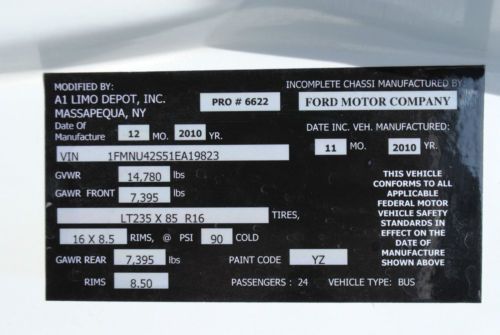 MODIFIED BY:
A1 LIMO DEPOT, INC.
MASSAPEQUA, NY
PRO # 6622
INCOMPLETE CHASSI MANUFACTURED BY:
FORD MOTOR COMPANY
Date Of
Manufacture 12 MO. 2010 YR.
DATE INC. VEH. MANUFACTURED:
11 MO. 2010 YR.
VIN 1FMNU42S51EA19823
GVWR 14,780 lbs
GAWR FRONT 7,395 lbs
LT235 X 85 R16 TIRES,
16 X 8.5 RIMS, @ PSI 90 COLD
GAWR REAR 7,395 lbs PAINT CODE YZ
RIMS 8.50 PASSENGERS : 24 VEHICLE TYPE: BUS
THIS VEHICLE
CONFORMS TO ALL
APPLICABLE
FEDERAL MOTOR
VEHICLE SAFETY
STANDARDS IN
EFFECT ON THE
DATE OF
MANUFACTURE
SHOWN ABOVE